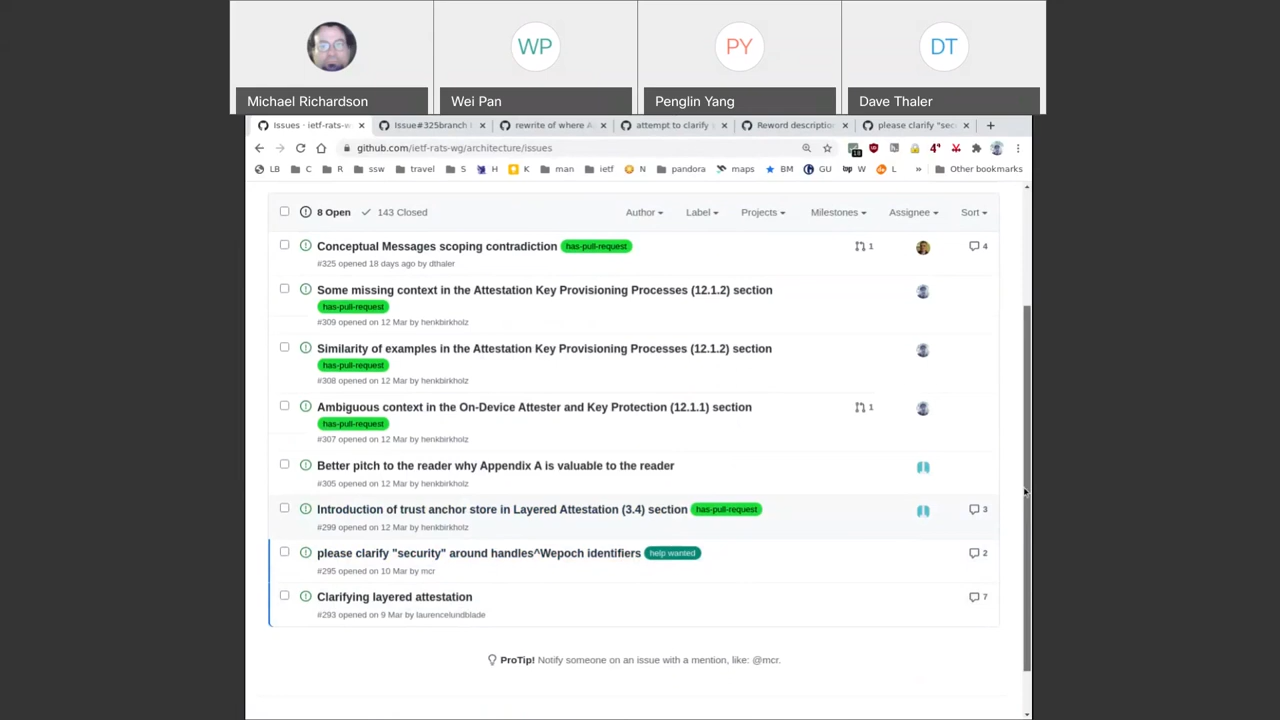 WP
PY
DT
Michael Richardson
Wei Pan
Penglin Yang
Dave Thaler
Issues · ietf-rats-w
Issue#325branch
rewrite of where A
attempt to clarify
Reword description
please clarify "sec
github.com/ietf-rats-wg/architecture/issues
LB
C
R
ssw
travel
S
H
K
man
ietf
N
pandora
maps
BM
GU
W
L
»
Other bookmarks
8 Open
143 Closed
Author
Label
Projects
Milestones
Assignee
Sort
Conceptual Messages scoping contradiction has-pull-request
1
4
#325 opened 18 days ago by dthaler
Some missing context in the Attestation Key Provisioning Processes (12.1.2) section
has-pull-request
#309 opened on 12 Mar by henkbirkholz
Similarity of examples in the Attestation Key Provisioning Processes (12.1.2) section
has-pull-request
#308 opened on 12 Mar by henkbirkholz
Ambiguous context in the On-Device Attester and Key Protection (12.1.1) section
1
has-pull-request
#307 opened on 12 Mar by henkbirkholz
Better pitch to the reader why Appendix A is valuable to the reader
#305 opened on 12 Mar by henkbirkholz
Introduction of trust anchor store in Layered Attestation (3.4) section has-pull-request
3
#299 opened on 12 Mar by henkbirkholz
please clarify "security" around handles^Wepoch identifiers help wanted
2
#295 opened on 10 Mar by mcr
Clarifying layered attestation
7
#293 opened on 9 Mar by laurencelundblade
ProTip! Notify someone on an issue with a mention, like: @mcr.